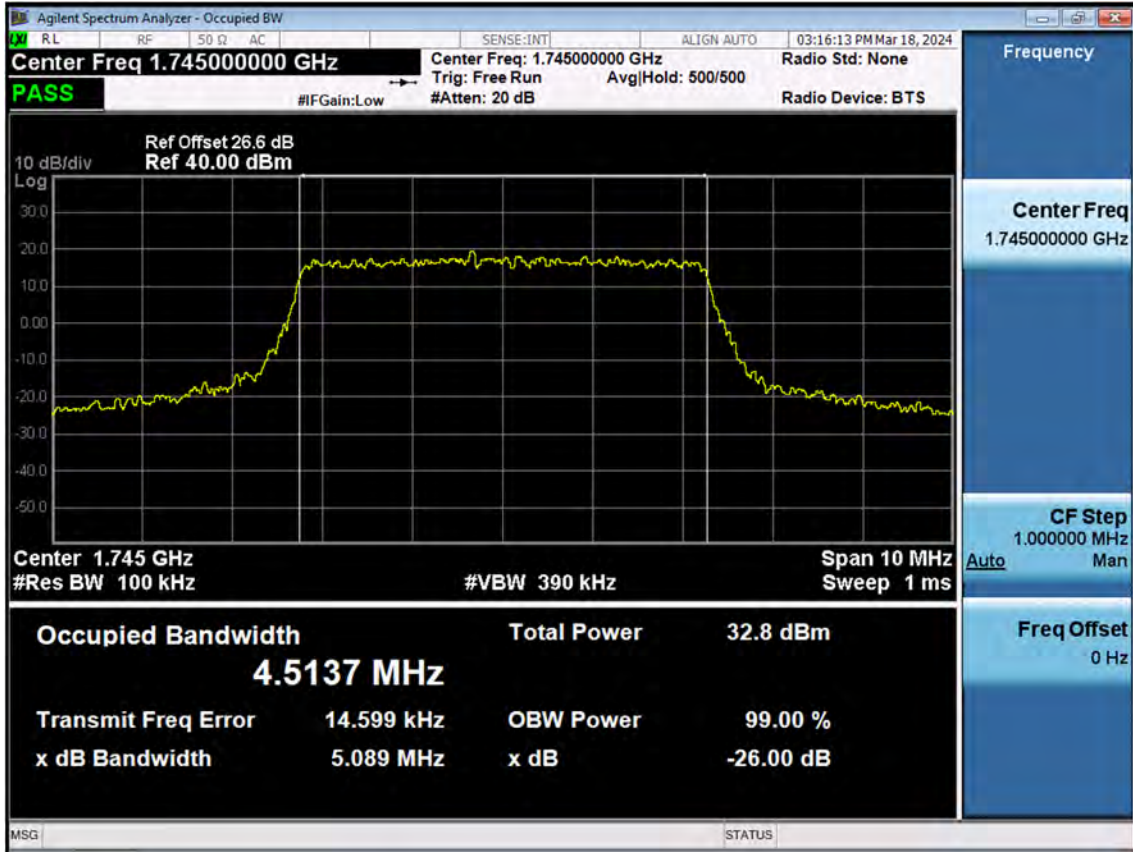 Agilent Spectrum Analyzer - Occupied BW
LXI RL RF 50 Ω AC SENSE:INT ALIGN AUTO 03:16:13 PM Mar 18, 2024
Center Freq 1.745000000 GHz
Center Freq: 1.745000000 GHz
Radio Std: None
Trig: Free Run Avg|Hold: 500/500
PASS
#IFGain:Low
#Atten: 20 dB
Radio Device: BTS
Ref Offset 26.6 dB
10 dB/div Ref 40.00 dBm
Log
30.0
20.0
10.0
0.00
-10.0
-20.0
-30.0
-40.0
-50.0
Center 1.745 GHz Span 10 MHz
#Res BW 100 kHz #VBW 390 kHz Sweep 1 ms
Occupied Bandwidth Total Power 32.8 dBm
4.5137 MHz
Transmit Freq Error 14.599 kHz OBW Power 99.00 %
x dB Bandwidth 5.089 MHz x dB -26.00 dB
MSG STATUS
Frequency
Center Freq
1.745000000 GHz
CF Step
1.000000 MHz
Auto Man
Freq Offset
0 Hz